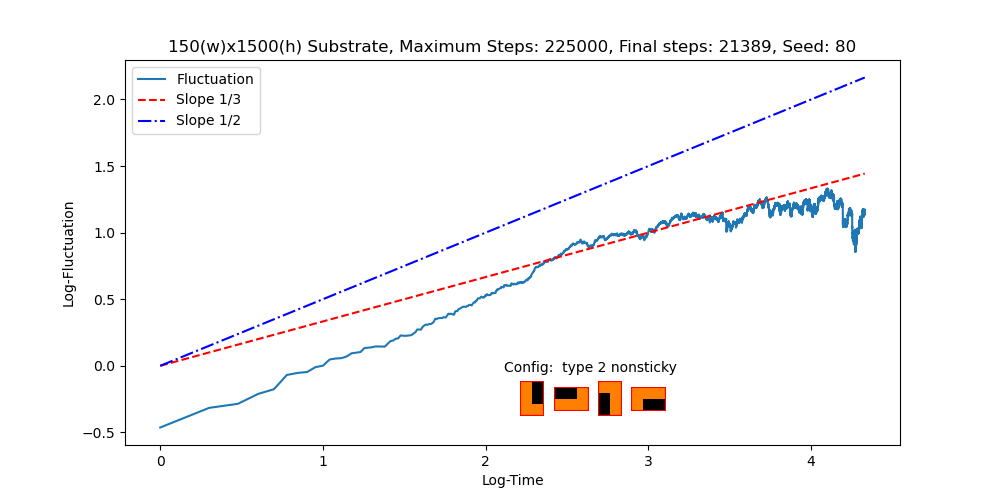 150(w)x1500(h) Substrate, Maximum Steps: 225000, Final steps: 21389, Seed: 80
Fluctuation
Slope 1/3
Slope 1/2
2.0
1.5
1.0
0.5
0.0
−0.5
Log-Fluctuation
Config:  type 2 nonsticky
0 1 2 3 4
Log-Time